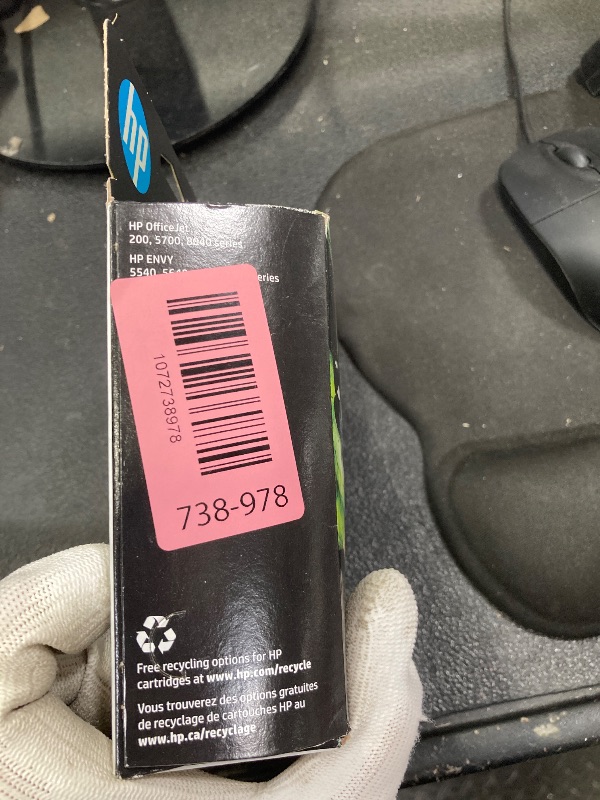 hp
HP OfficeJet
200, 5700, 8040 series
HP ENVY
5540, eries
1072738978
738-978
Free recycling options for HP
cartridges at www.hp.com/recycle
Vous trouverez des options gratuites
de recyclage de cartouches HP au
www.hp.ca/recyclage